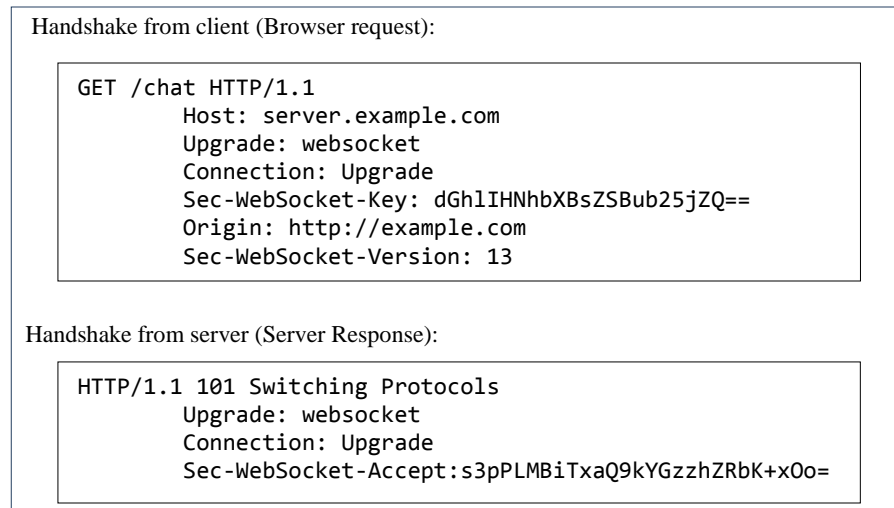 Handshake from client (Browser request):
GET /chat HTTP/1.1
Host: server.example.com
Upgrade: websocket
Connection: Upgrade
Sec-WebSocket-Key: dGhlIHNhbXBsZSBub25jZQ==
Origin: http://example.com
Sec-WebSocket-Version: 13
Handshake from server (Server Response):
HTTP/1.1 101 Switching Protocols
Upgrade: websocket
Connection: Upgrade
Sec-WebSocket-Accept:s3pPLMBiTxaQ9kYGzzhZRbK+xOo=